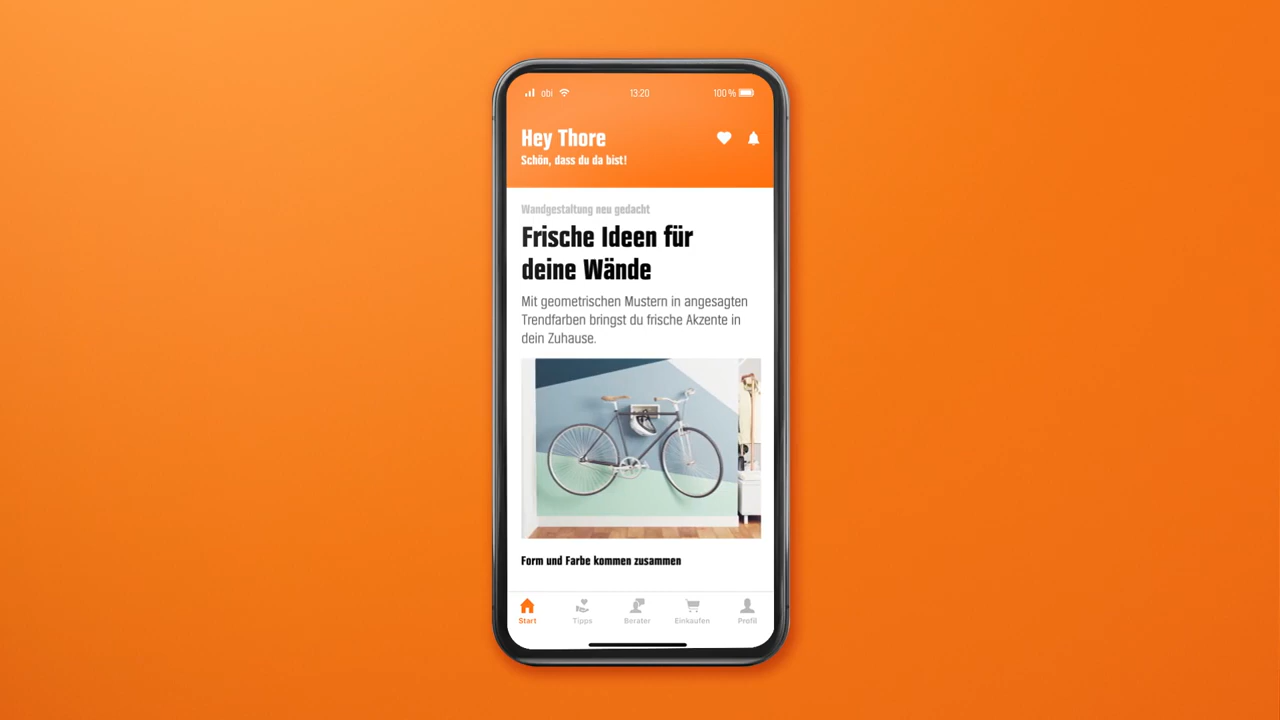 obi 13:20 100 %
Hey Thore
Schön, dass du da bist!
Wandgestaltung neu gedacht
Frische Ideen für
deine Wände
Mit geometrischen Mustern in angesagten
Trendfarben bringst du frische Akzente in
dein Zuhause.
Form und Farbe kommen zusammen
Start Tipps Berater Einkaufen Profil